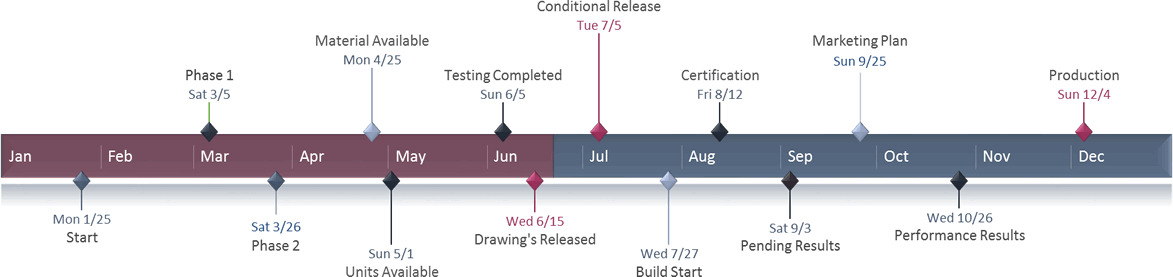 Conditional Release
Tue 7/5
Material Available
Mon 4/25
Marketing Plan
Sun 9/25
Phase 1
Sat 3/5
Testing Completed
Sun 6/5
Certification
Fri 8/12
Production
Sun 12/4
Jan Feb Mar Apr May Jun Jul Aug Sep Oct Nov Dec
Mon 1/25
Start
Sat 3/26
Phase 2
Sun 5/1
Units Available
Wed 6/15
Drawing's Released
Wed 7/27
Build Start
Sat 9/3
Pending Results
Wed 10/26
Performance Results